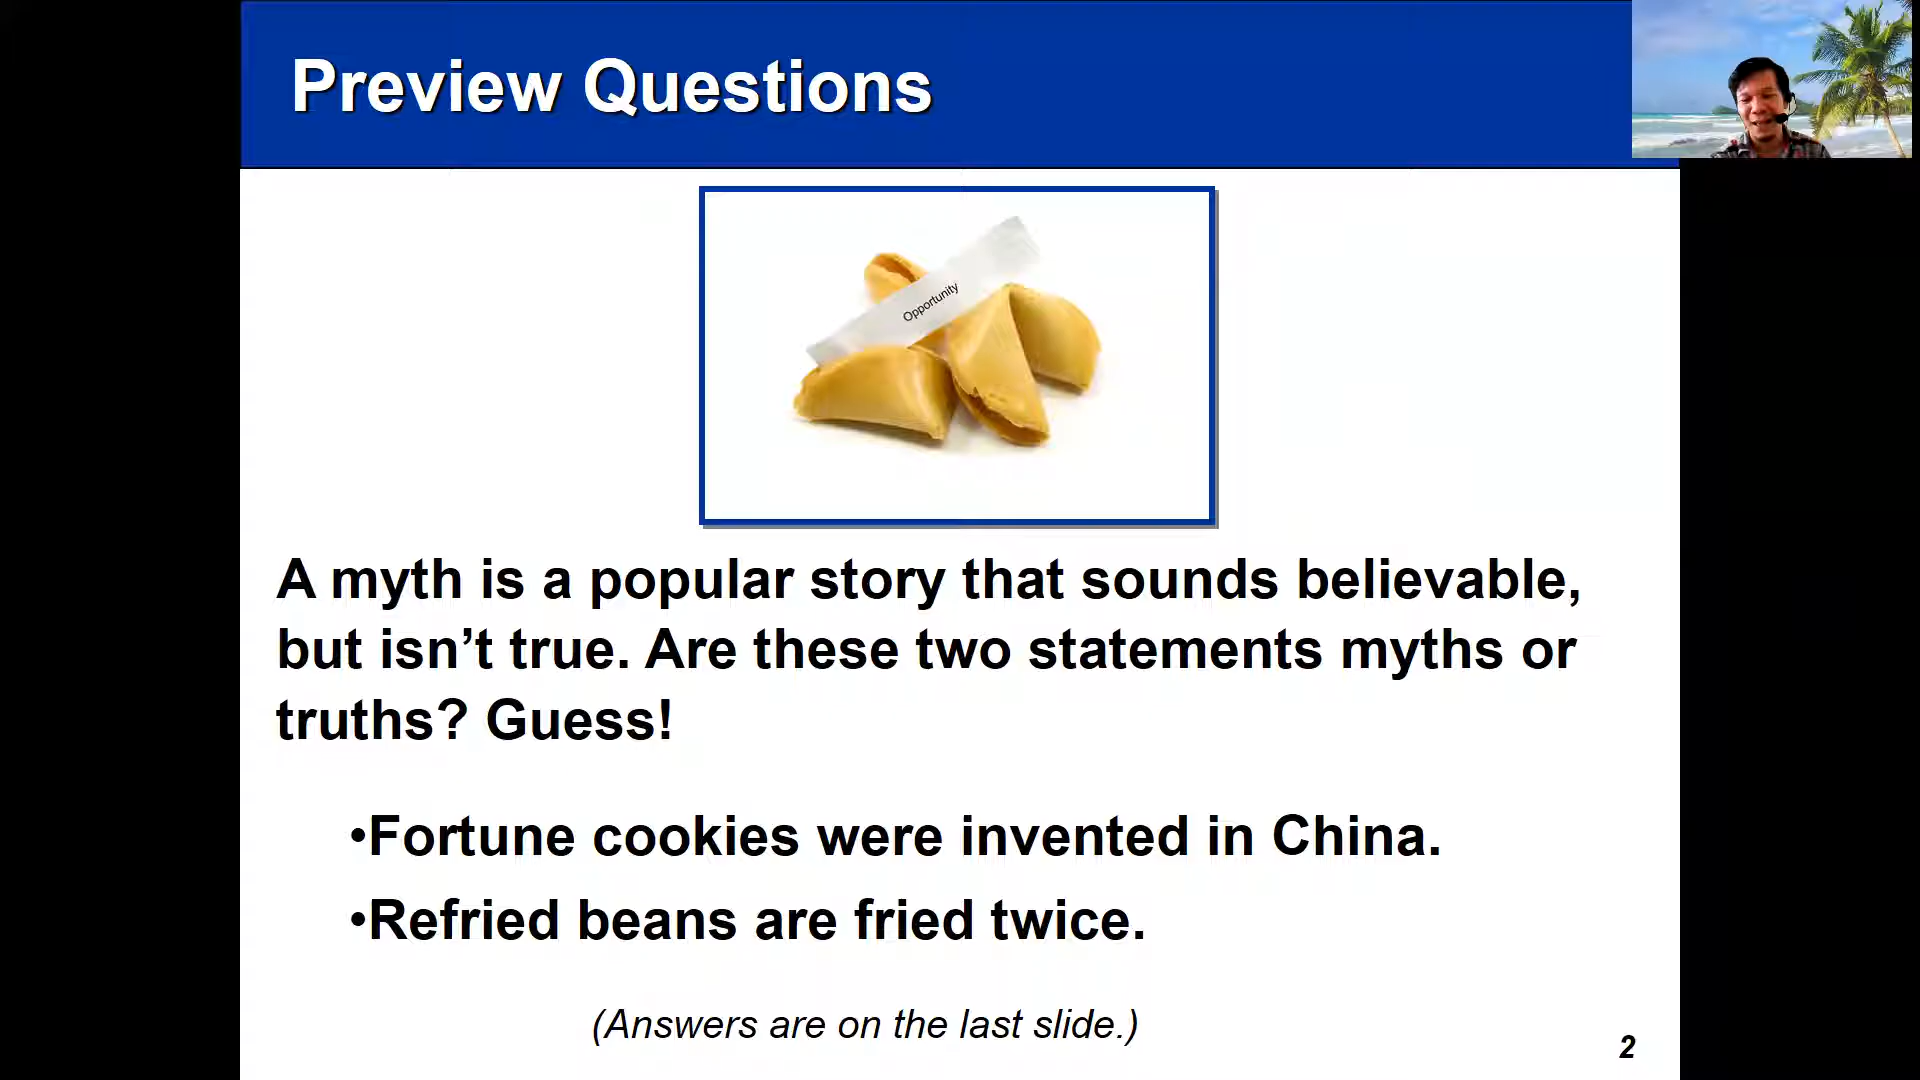 Preview Questions
Opportunity
A myth is a popular story that sounds believable,
but isn’t true. Are these two statements myths or
truths? Guess!
•Fortune cookies were invented in China.
•Refried beans are fried twice.
(Answers are on the last slide.)
2